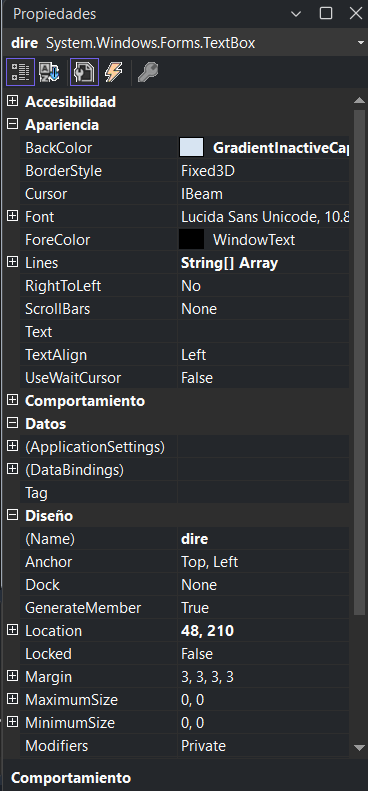 Propiedades
dire System.Windows.Forms.TextBox
Accesibilidad
Apariencia
BackColor GradientInactiveCap
BorderStyle Fixed3D
Cursor IBeam
Font Lucida Sans Unicode, 10.8
ForeColor WindowText
Lines String[] Array
RightToLeft No
ScrollBars None
Text
TextAlign Left
UseWaitCursor False
Comportamiento
Datos
(ApplicationSettings)
(DataBindings)
Tag
Diseño
(Name) dire
Anchor Top, Left
Dock None
GenerateMember True
Location 48, 210
Locked False
Margin 3, 3, 3, 3
MaximumSize 0, 0
MinimumSize 0, 0
Modifiers Private
Comportamiento